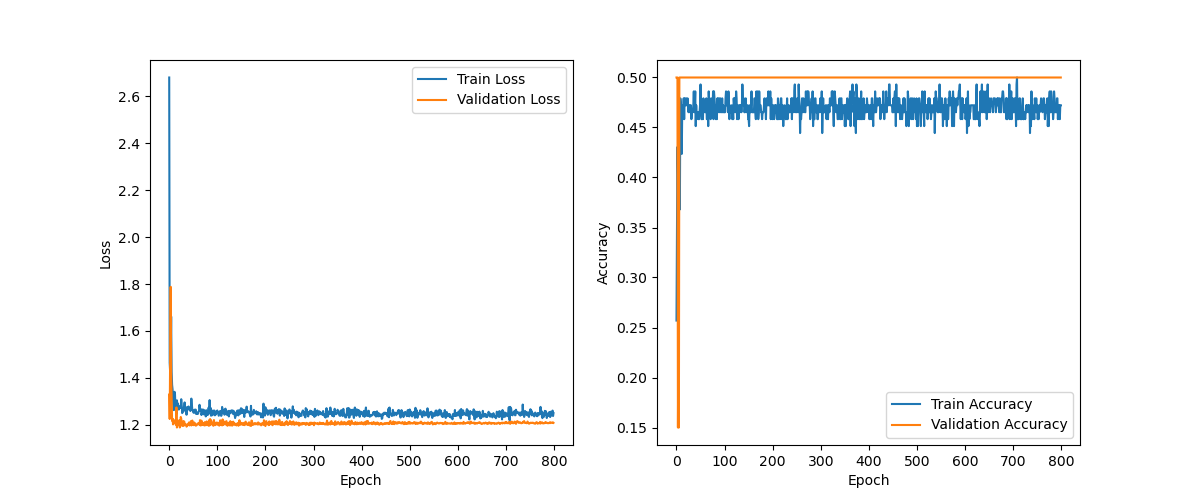 Train Loss
Validation Loss
2.6
2.4
2.2
2.0
1.8
1.6
1.4
1.2
Loss
0 100 200 300 400 500 600 700 800
Epoch
0.50
0.45
0.40
0.35
0.30
0.25
0.20
0.15
Accuracy
Train Accuracy
Validation Accuracy
0 100 200 300 400 500 600 700 800
Epoch